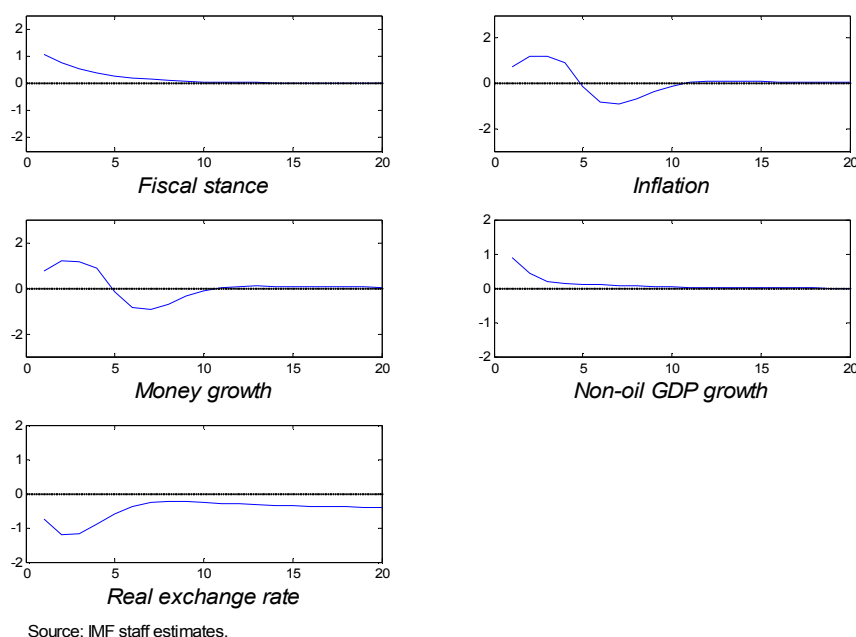 2
1
0
-1
-2
0 5 10 15 20
Fiscal stance
2
0
-2
0 5 10 15 20
Inflation
2
0
-2
0 5 10 15 20
Money growth
2
1
0
-1
-2
0 5 10 15 20
Non-oil GDP growth
2
1
0
-1
-2
0 5 10 15 20
Real exchange rate
Source: IMF staff estimates.